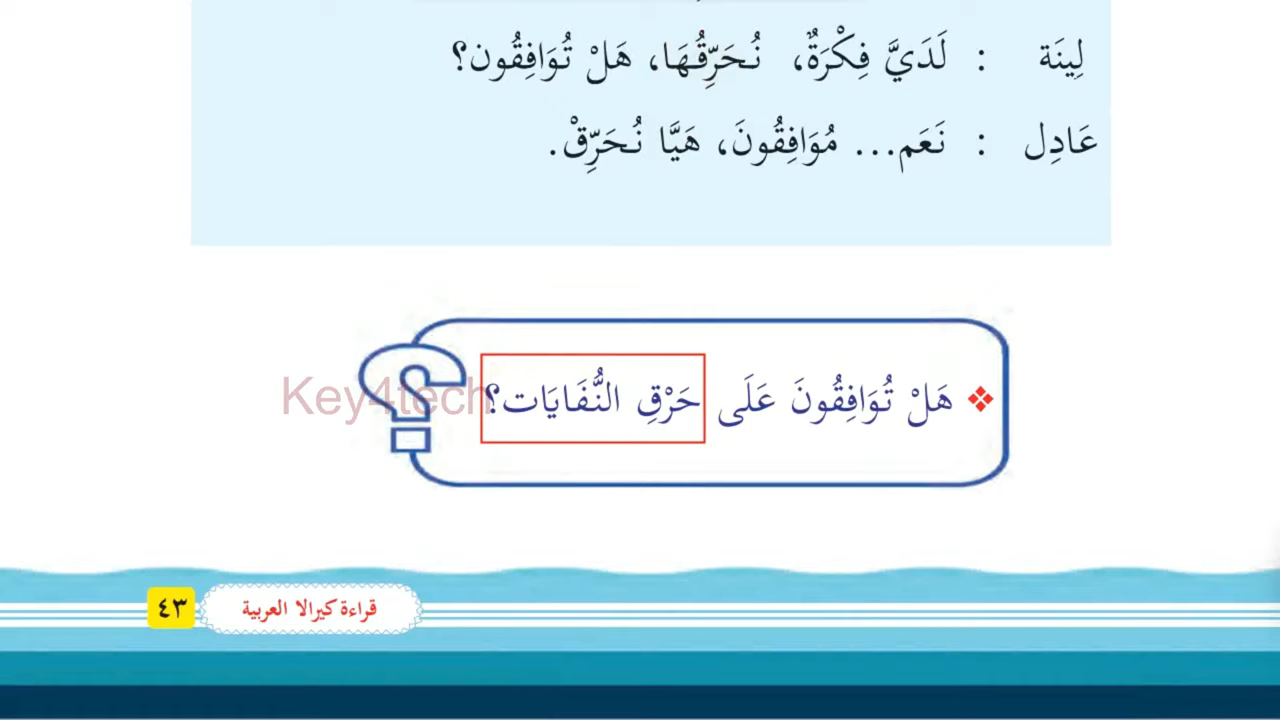 لِينَة : لَدَيَّ فِكْرَةٌ، نُحَرِّقُهَا، هَلْ تُوَافِقُون؟
عَادِل : نَعَم... مُوَافِقُونَ، هَيَّا نُحَرِّقْ.
❖ هَلْ تُوَافِقُونَ عَلَى حَرْقِ النُّفَايَات؟
Key4tech
٤٣ قراءة كيرالا العربية